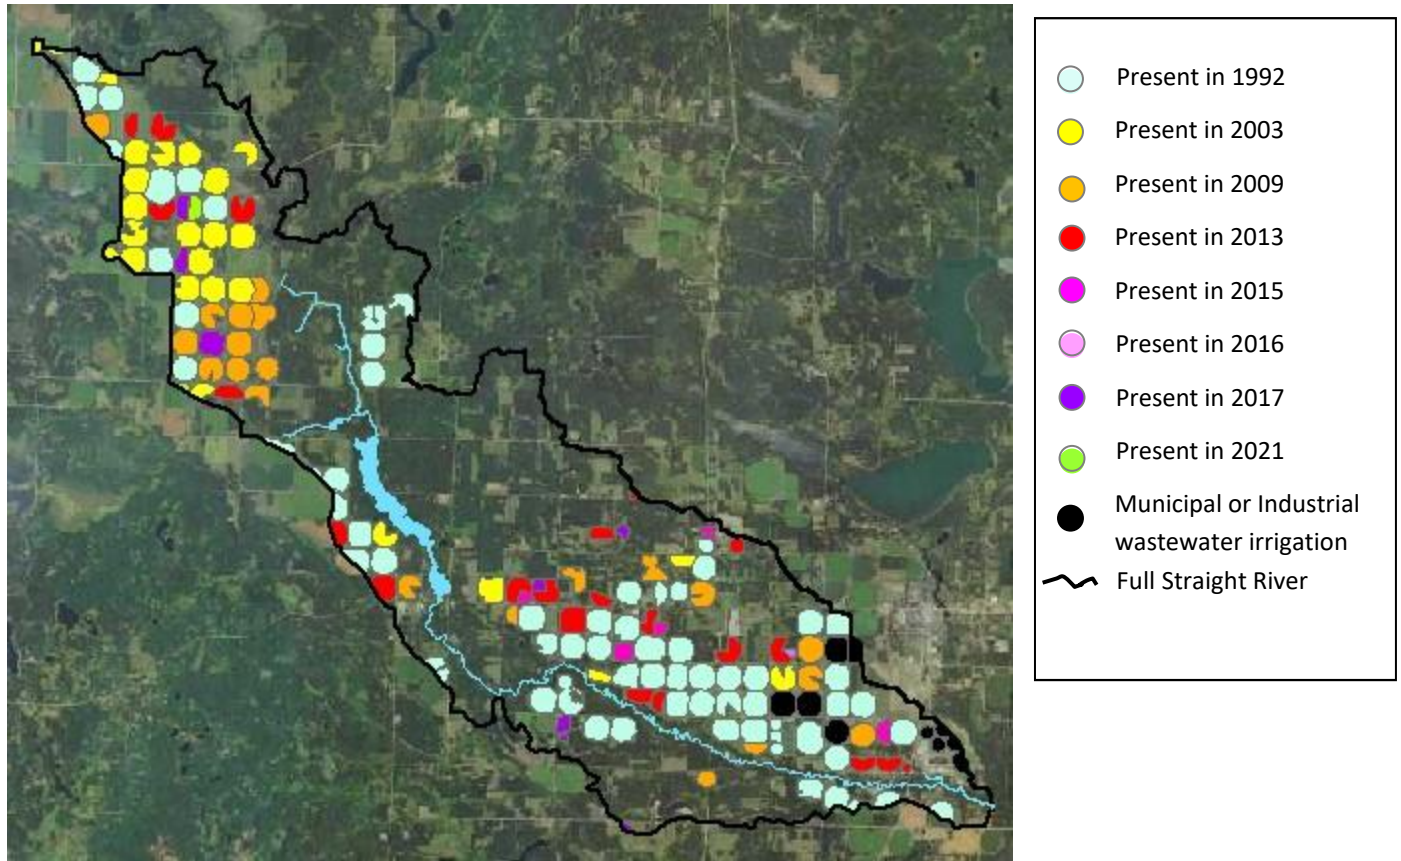 Present in 1992
Present in 2003
Present in 2009
Present in 2013
Present in 2015
Present in 2016
Present in 2017
Present in 2021
Municipal or Industrial
wastewater irrigation
Full Straight River